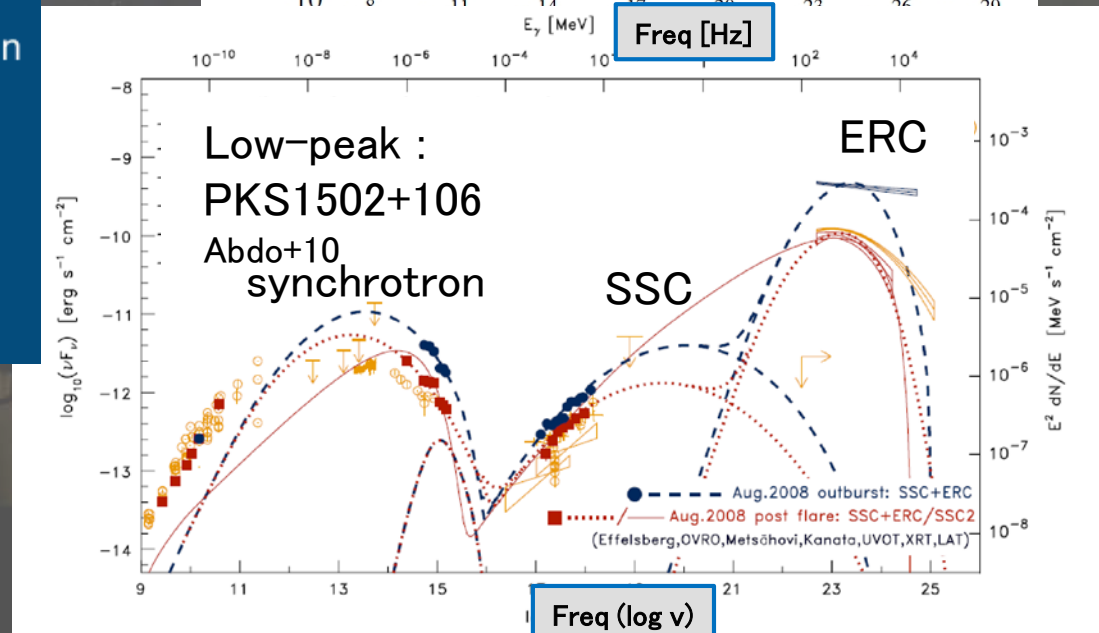 n
E_γ [MeV]
Freq [Hz]
10^-10 10^-8 10^-6 10^-4 10^2 10^4
-8
-9
-10
-11
-12
-13
-14
log₁₀(νFν) [erg s^-1 cm^-2]
Low-peak :
PKS1502+106
Abdo+10
synchrotron
SSC
ERC
10^-3
10^-4
10^-5
10^-6
10^-7
10^-8
E² dN/dE [MeV s^-1 cm^-2]
Aug.2008 outburst: SSC+ERC
Aug.2008 post flare: SSC+ERC/SSC2
(Effelsberg,OVRO,Metsähovi,Kanata,UVOT,XRT,LAT)
9 11 13 15 19 21 23 25
Freq (log ν)